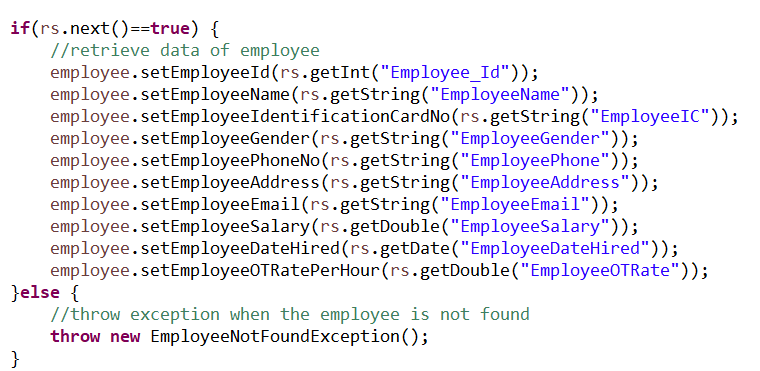 if(rs.next()==true) {
    //retrieve data of employee
    employee.setEmployeeId(rs.getInt("Employee_Id"));
    employee.setEmployeeName(rs.getString("EmployeeName"));
    employee.setEmployeeIdentificationCardNo(rs.getString("EmployeeIC"));
    employee.setEmployeeGender(rs.getString("EmployeeGender"));
    employee.setEmployeePhoneNo(rs.getString("EmployeePhone"));
    employee.setEmployeeAddress(rs.getString("EmployeeAddress"));
    employee.setEmployeeEmail(rs.getString("EmployeeEmail"));
    employee.setEmployeeSalary(rs.getDouble("EmployeeSalary"));
    employee.setEmployeeDateHired(rs.getDate("EmployeeDateHired"));
    employee.setEmployeeOTRatePerHour(rs.getDouble("EmployeeOTRate"));
}else {
    //throw exception when the employee is not found
    throw new EmployeeNotFoundException();
}